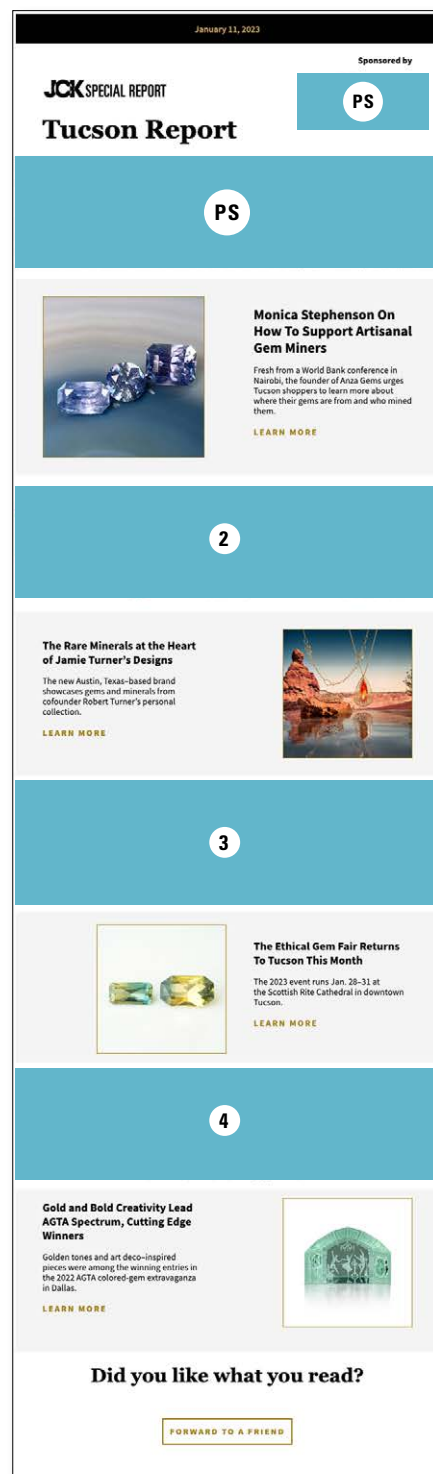 January 11, 2023
Sponsored by
JCK SPECIAL REPORT
PS
Tucson Report
PS
Monica Stephenson On
How To Support Artisanal
Gem Miners
Fresh from a World Bank conference in
Nairobi, the founder of Anza Gems urges
Tucson shoppers to learn more about
where their gems are from and who mined
them.
LEARN MORE
2
The Rare Minerals at the Heart
of Jamie Turner’s Designs
The new Austin, Texas–based brand
showcases gems and minerals from
cofounder Robert Turner’s personal
collection.
LEARN MORE
3
The Ethical Gem Fair Returns
To Tucson This Month
The 2023 event runs Jan. 28–31 at
the Scottish Rite Cathedral in downtown
Tucson.
LEARN MORE
4
Gold and Bold Creativity Lead
AGTA Spectrum, Cutting Edge
Winners
Golden tones and art deco–inspired
pieces were among the winning entries in
the 2022 AGTA colored-gem extravaganza
in Dallas.
LEARN MORE
Did you like what you read?
FORWARD TO A FRIEND